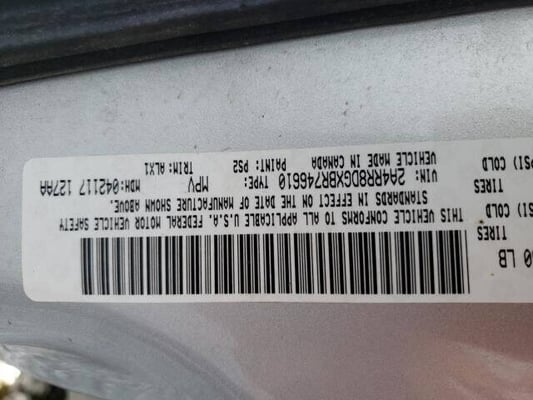 LB
TIRES
COLD
TIRES
COLD
THIS VEHICLE CONFORMS TO ALL APPLICABLE U.S.A. FEDERAL MOTOR VEHICLE SAFETY
STANDARDS IN EFFECT ON THE DATE OF MANUFACTURE SHOWN ABOVE.
VIN: 2A4RR8DGXBR746610 TYPE: MPV MDH:042117 127AA
PAINT: PS2 TRIM: ALX1
VEHICLE MADE IN CANADA